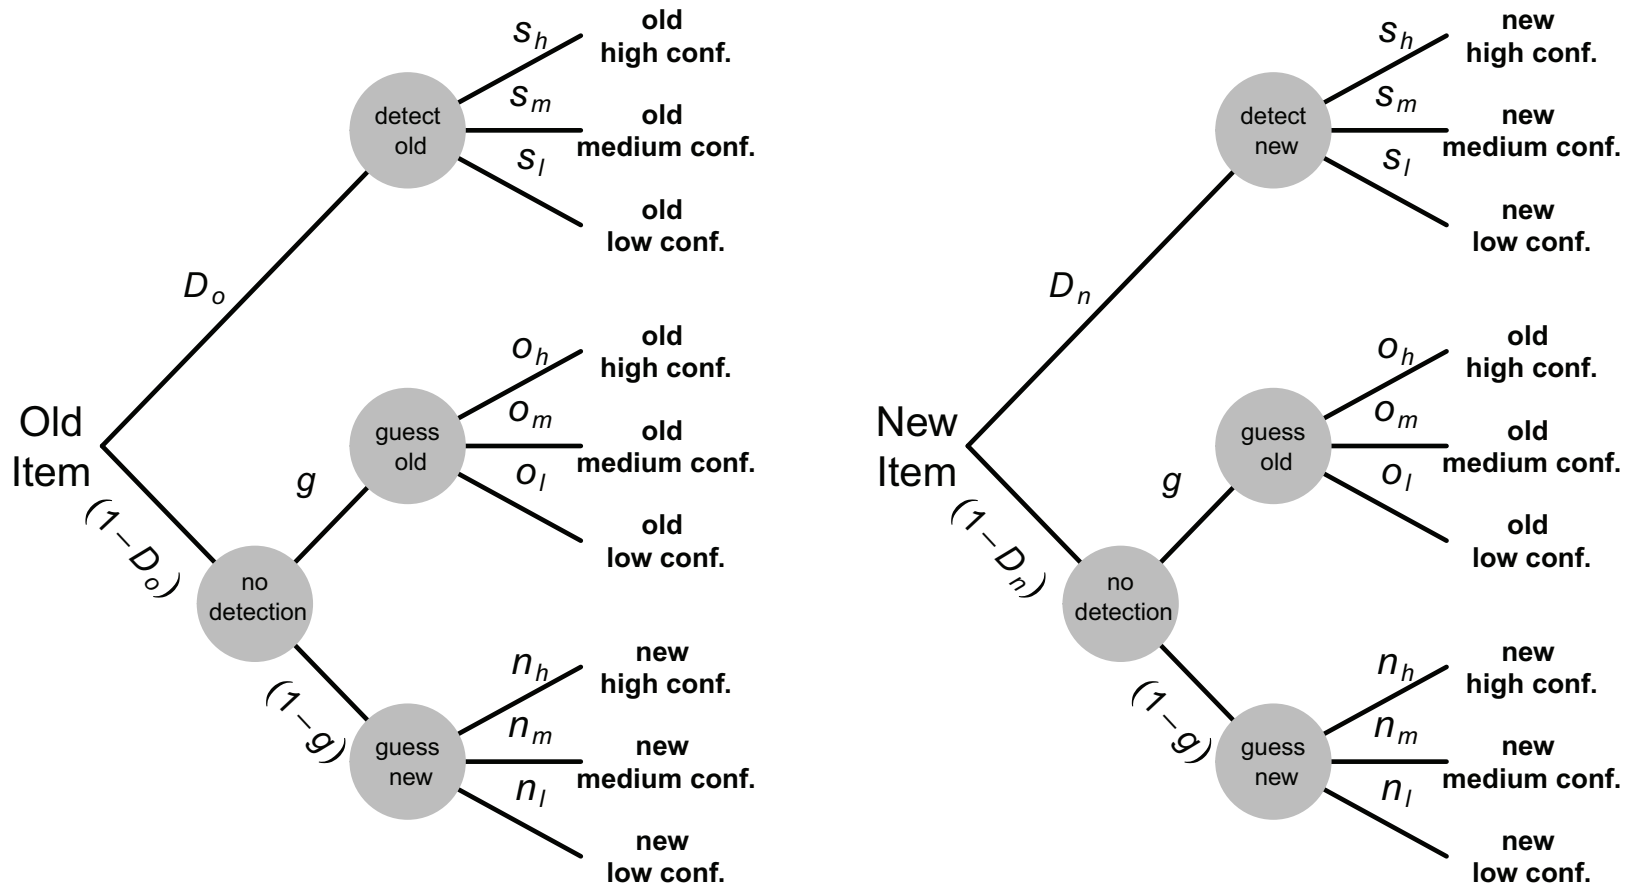 Old
Item
D_o
(1−D_o)
detect
old
s_h
s_m
s_l
old
high conf.
old
medium conf.
old
low conf.
no
detection
g
(1−g)
guess
old
o_h
o_m
o_l
old
high conf.
old
medium conf.
old
low conf.
guess
new
n_h
n_m
n_l
new
high conf.
new
medium conf.
new
low conf.
New
Item
D_n
(1−D_n)
detect
new
s_h
s_m
s_l
new
high conf.
new
medium conf.
new
low conf.
no
detection
g
(1−g)
guess
old
o_h
o_m
o_l
old
high conf.
old
medium conf.
old
low conf.
guess
new
n_h
n_m
n_l
new
high conf.
new
medium conf.
new
low conf.